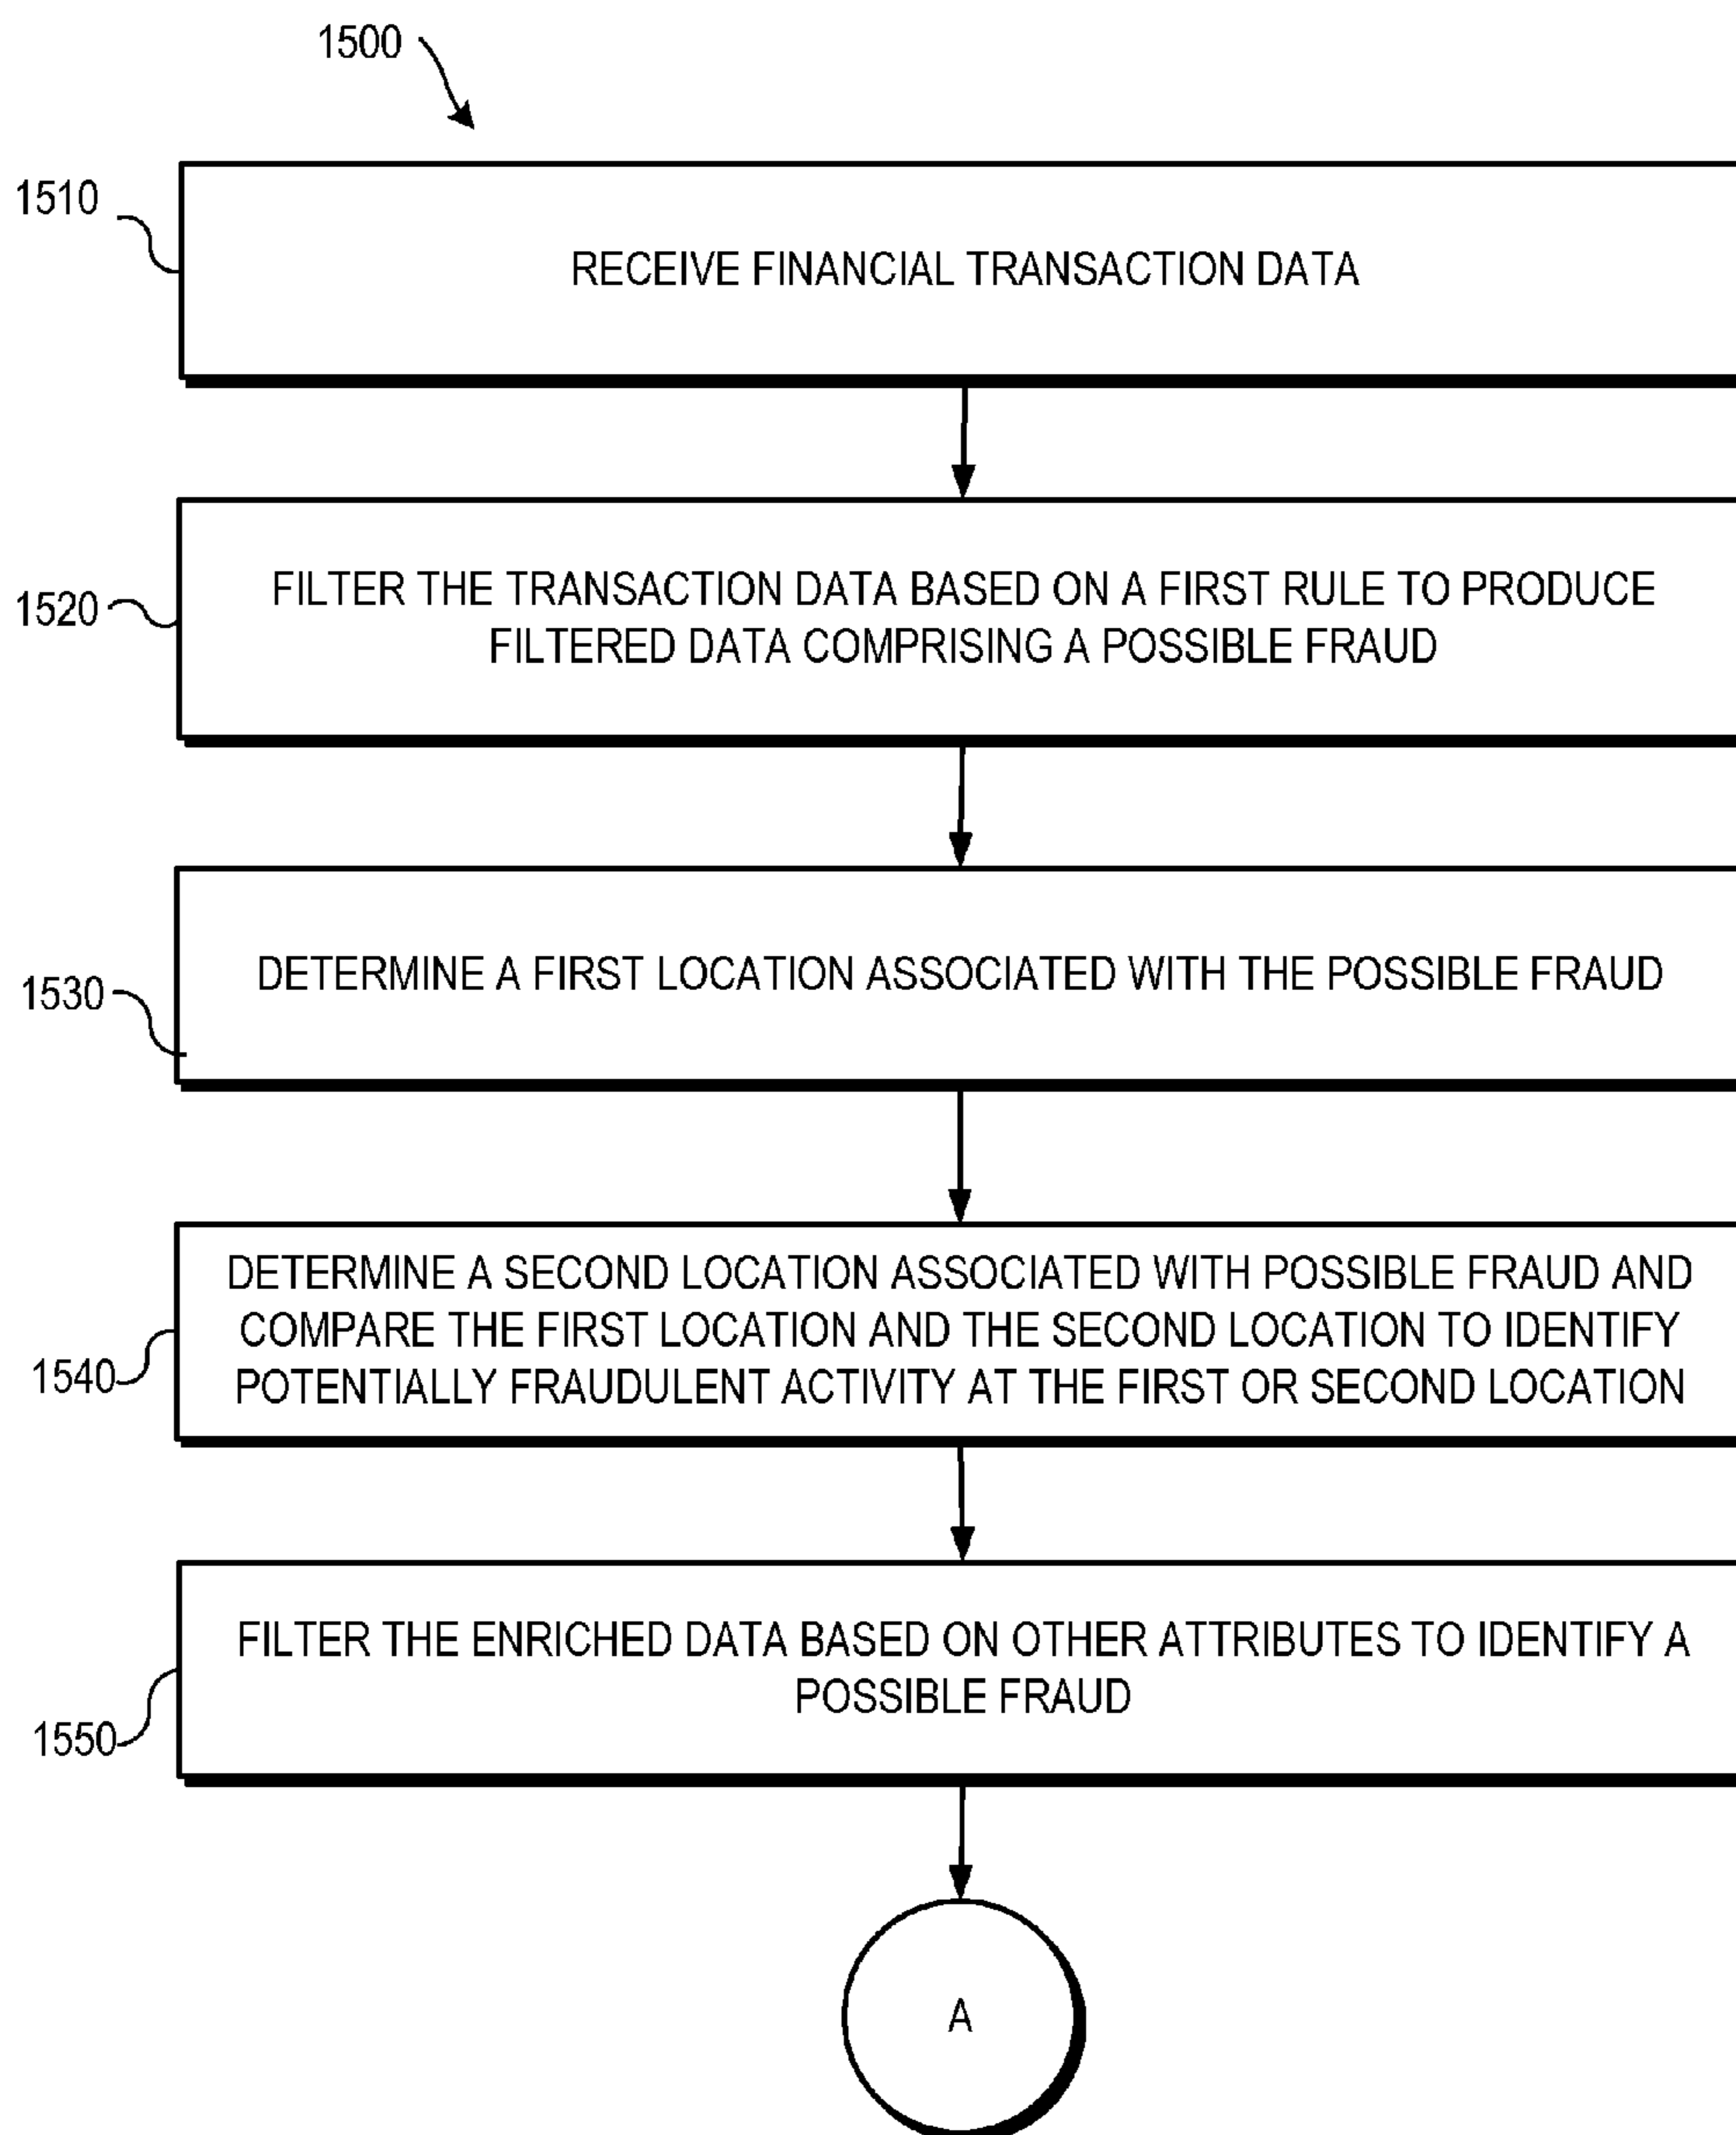 1500
1510
RECEIVE FINANCIAL TRANSACTION DATA
1520
FILTER THE TRANSACTION DATA BASED ON A FIRST RULE TO PRODUCE
FILTERED DATA COMPRISING A POSSIBLE FRAUD
DETERMINE A FIRST LOCATION ASSOCIATED WITH THE POSSIBLE FRAUD
1530
DETERMINE A SECOND LOCATION ASSOCIATED WITH POSSIBLE FRAUD AND
COMPARE THE FIRST LOCATION AND THE SECOND LOCATION TO IDENTIFY
POTENTIALLY FRAUDULENT ACTIVITY AT THE FIRST OR SECOND LOCATION
1540
FILTER THE ENRICHED DATA BASED ON OTHER ATTRIBUTES TO IDENTIFY A
POSSIBLE FRAUD
1550
A